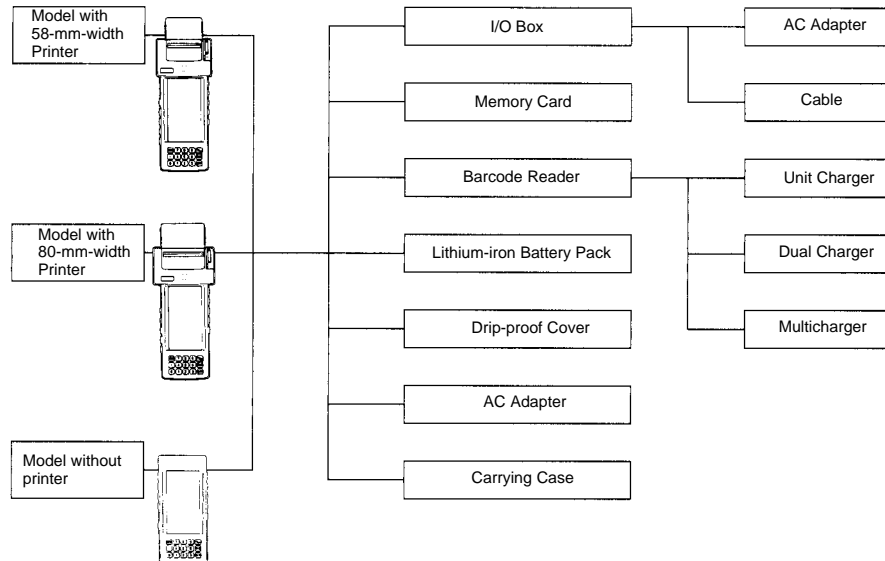 Model with
58-mm-width
Printer
Model with
80-mm-width
Printer
Model without
printer
I/O Box
Memory Card
Barcode Reader
Lithium-iron Battery Pack
Drip-proof Cover
AC Adapter
Carrying Case
AC Adapter
Cable
Unit Charger
Dual Charger
Multicharger